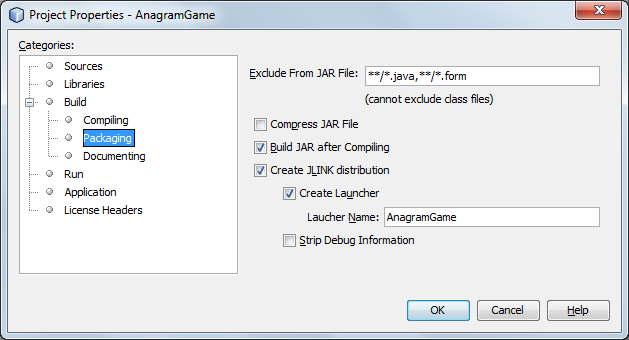 Project Properties - AnagramGame
Categories:
Sources
Libraries
Build
Compiling
Packaging
Documenting
Run
Application
License Headers
Exclude From JAR File: **/*.java,**/*.form
(cannot exclude class files)
Compress JAR File
Build JAR after Compiling
Create JLINK distribution
Create Launcher
Laucher Name: AnagramGame
Strip Debug Information
OK Cancel Help